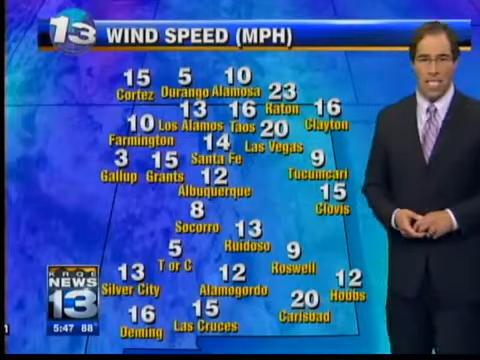 13 WIND SPEED (MPH)
15 5 10
Cortez Durango Alamosa
23
Raton
13 16 16
Los Alamos Taos Clayton
10 20
Farmington Las Vegas
14
Santa Fe
3 15 9
Gallup Grants Tucumcari
12
Albuquerque
15
Clovis
8
Socorro
13
Ruidoso
5 9
T or C Roswell
13 12 12
Silver City Alamogordo Hobbs
20
Carlsbad
16 15
Deming Las Cruces
KRQE
NEWS
13
5:47 88°